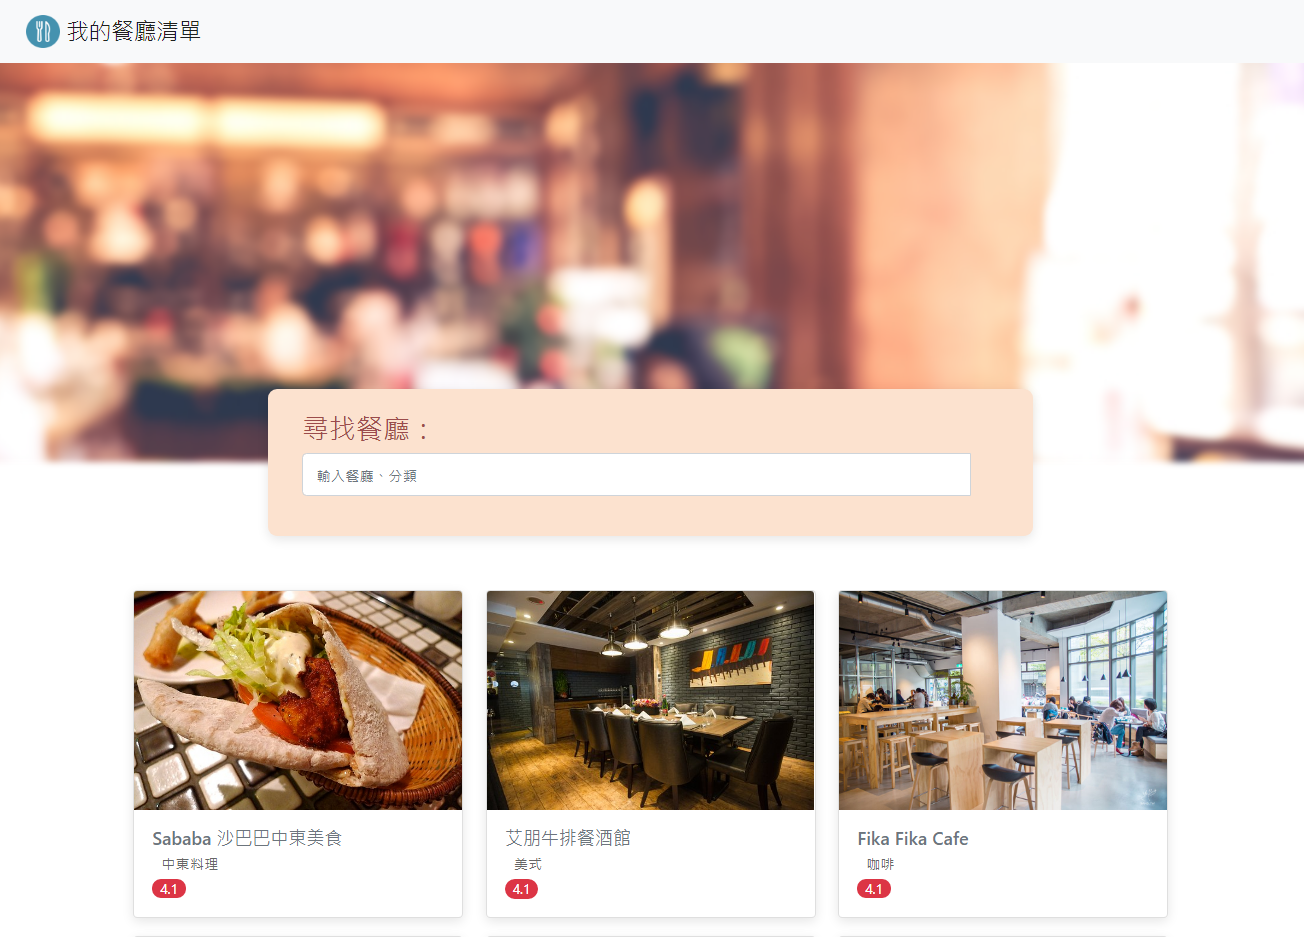 我的餐廳清單
尋找餐廳：
輸入餐廳、分類
Sababa 沙巴巴中東美食
中東料理
4.1
艾朋牛排餐酒館
美式
4.1
Fika Fika Cafe
咖啡
4.1